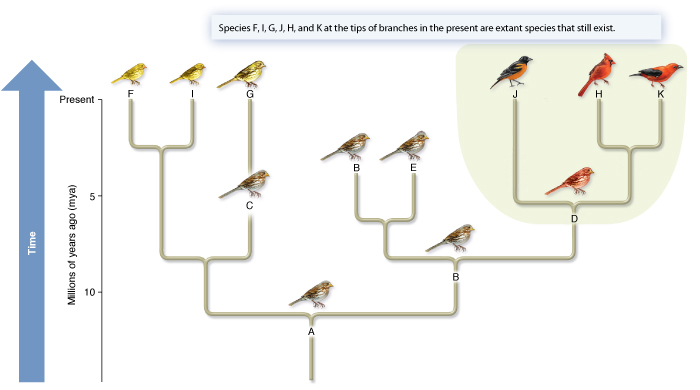 Species F, I, G, J, H, and K at the tips of branches in the present are extant species that still exist.
F
I
G
J
H
K
Present
B
E
5
C
D
Time
Millions of years ago (mya)
B
10
A